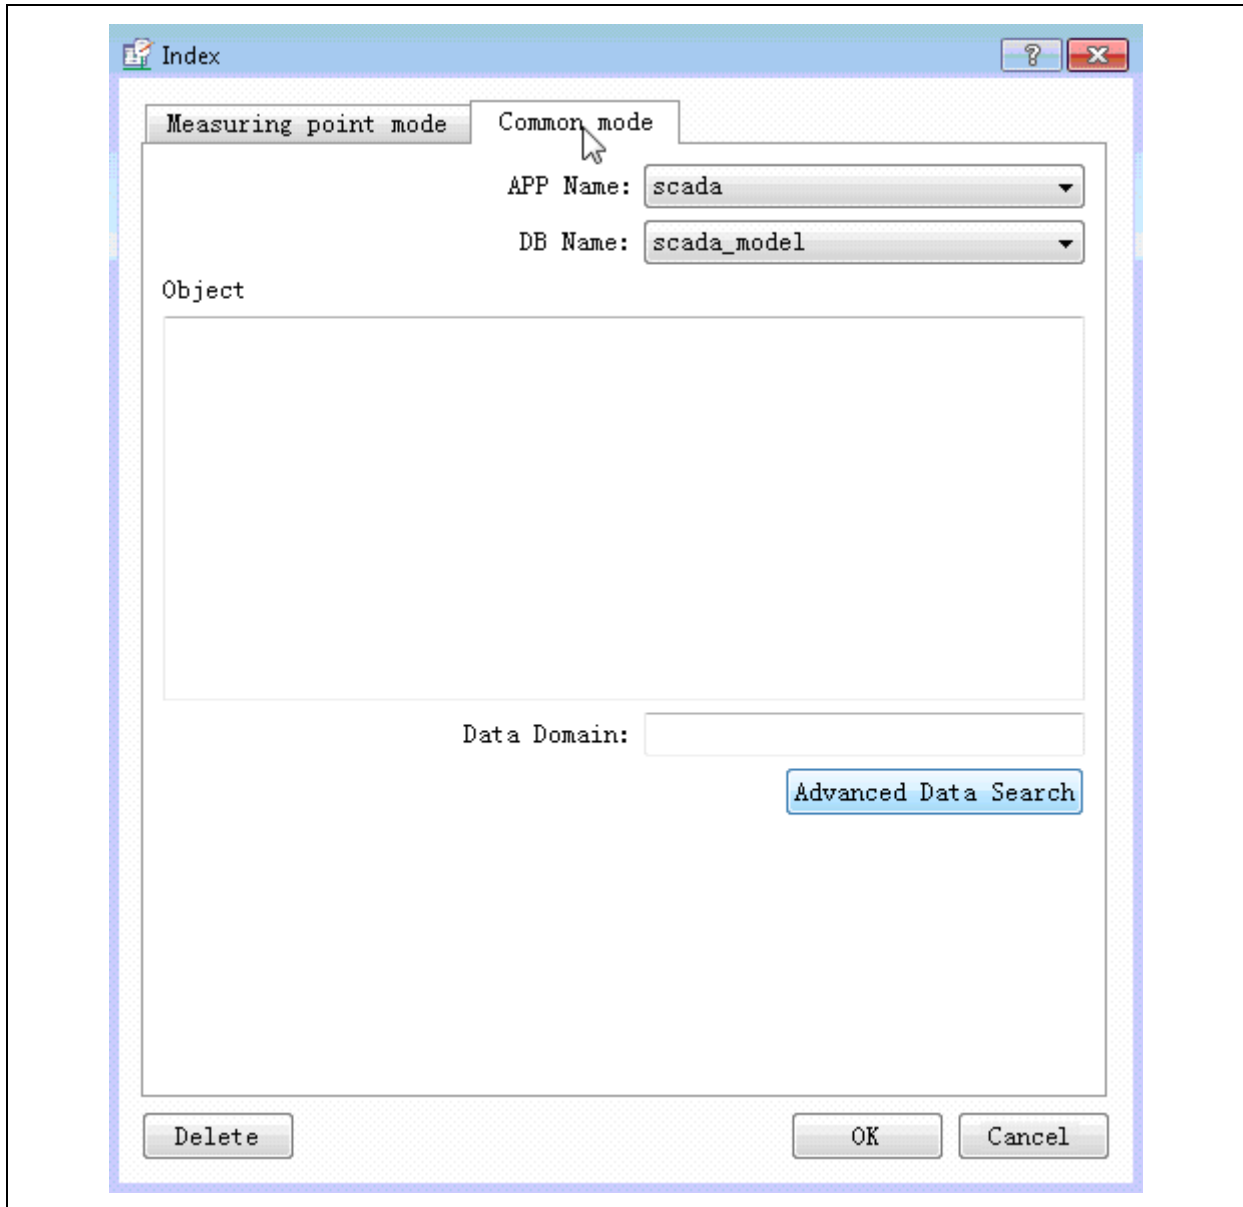 Index
?
Measuring point mode
Common mode
APP Name: scada
DB Name: scada_model
Object
Data Domain:
Advanced Data Search
Delete
OK
Cancel